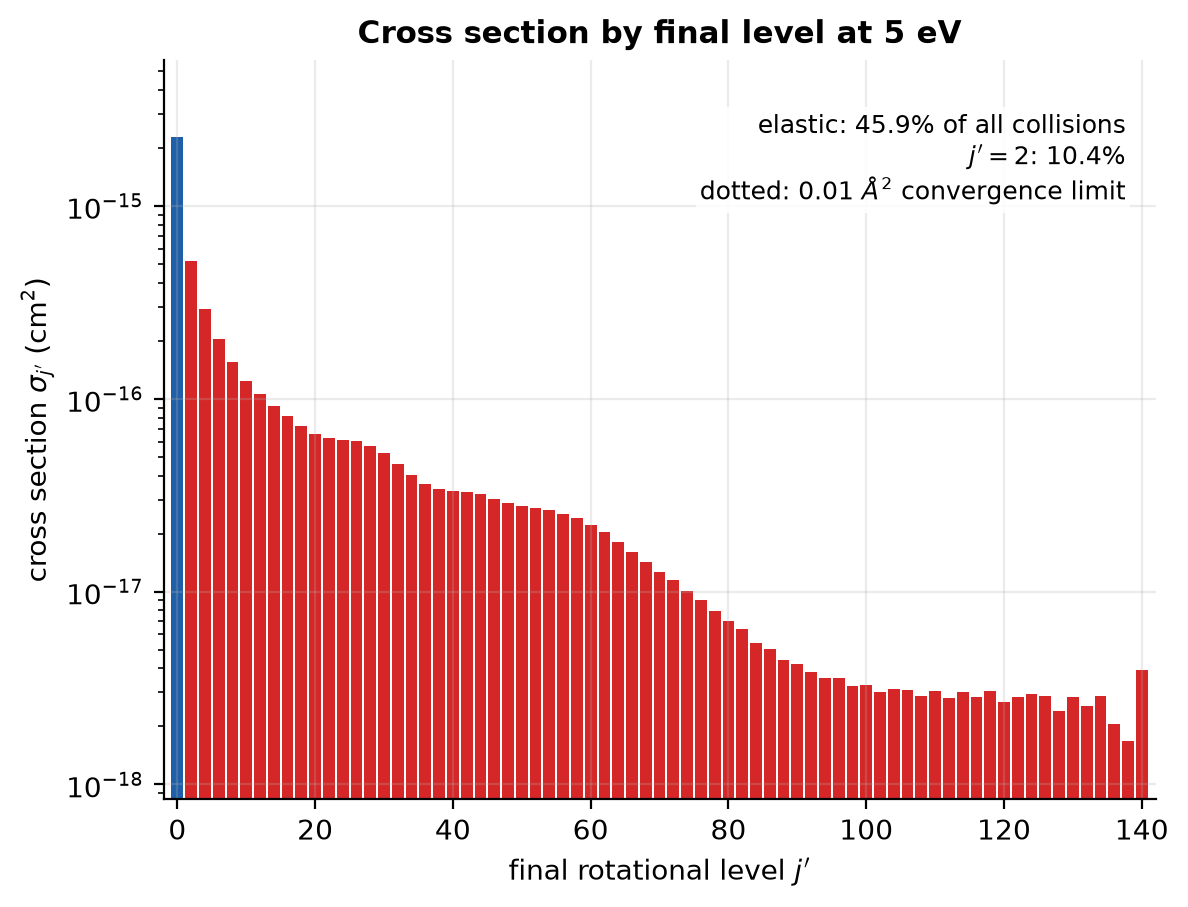 Cross section by final level at 5 eV
elastic: 45.9% of all collisions
j′ = 2: 10.4%
dotted: 0.01 Å² convergence limit
cross section σⱼ′ (cm²)
10⁻¹⁵
10⁻¹⁶
10⁻¹⁷
10⁻¹⁸
0 20 40 60 80 100 120 140
final rotational level j′